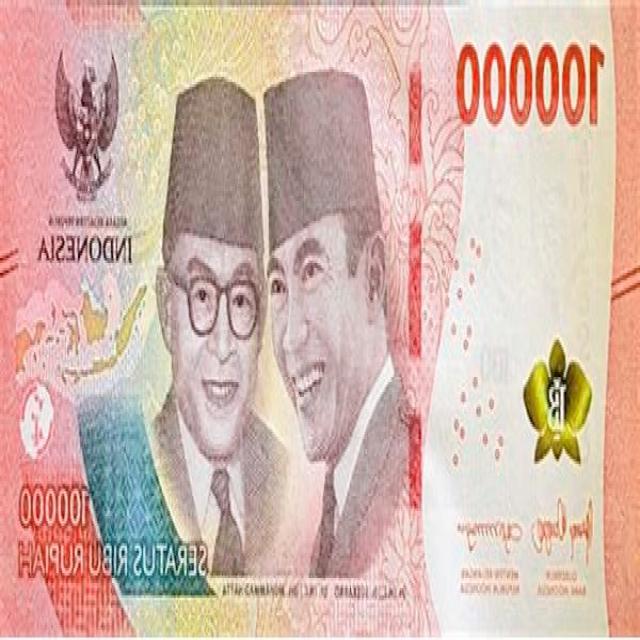 100000
NEGARA KESATUAN REPUBLIK
INDONESIA
100000
SERATUS RIBU RUPIAH
DR. (H.C.) IR. SOEKARNO
DR. (H.C.) DRS. MOHAMMAD HATTA
GUBERNUR
BANK INDONESIA
MENTERI KEUANGAN
REPUBLIK INDONESIA